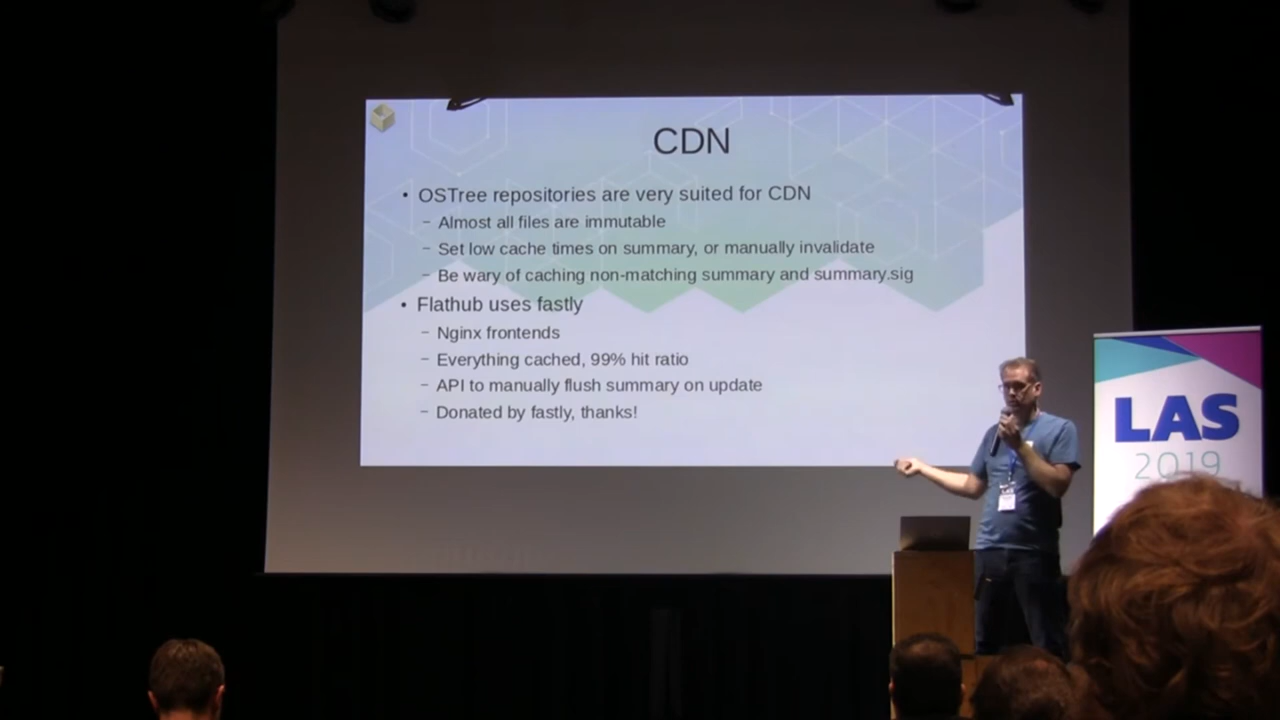 CDN
• OSTree repositories are very suited for CDN
– Almost all files are immutable
– Set low cache times on summary, or manually invalidate
– Be wary of caching non-matching summary and summary.sig
• Flathub uses fastly
– Nginx frontends
– Everything cached, 99% hit ratio
– API to manually flush summary on update
– Donated by fastly, thanks!
LAS
2019
LAS